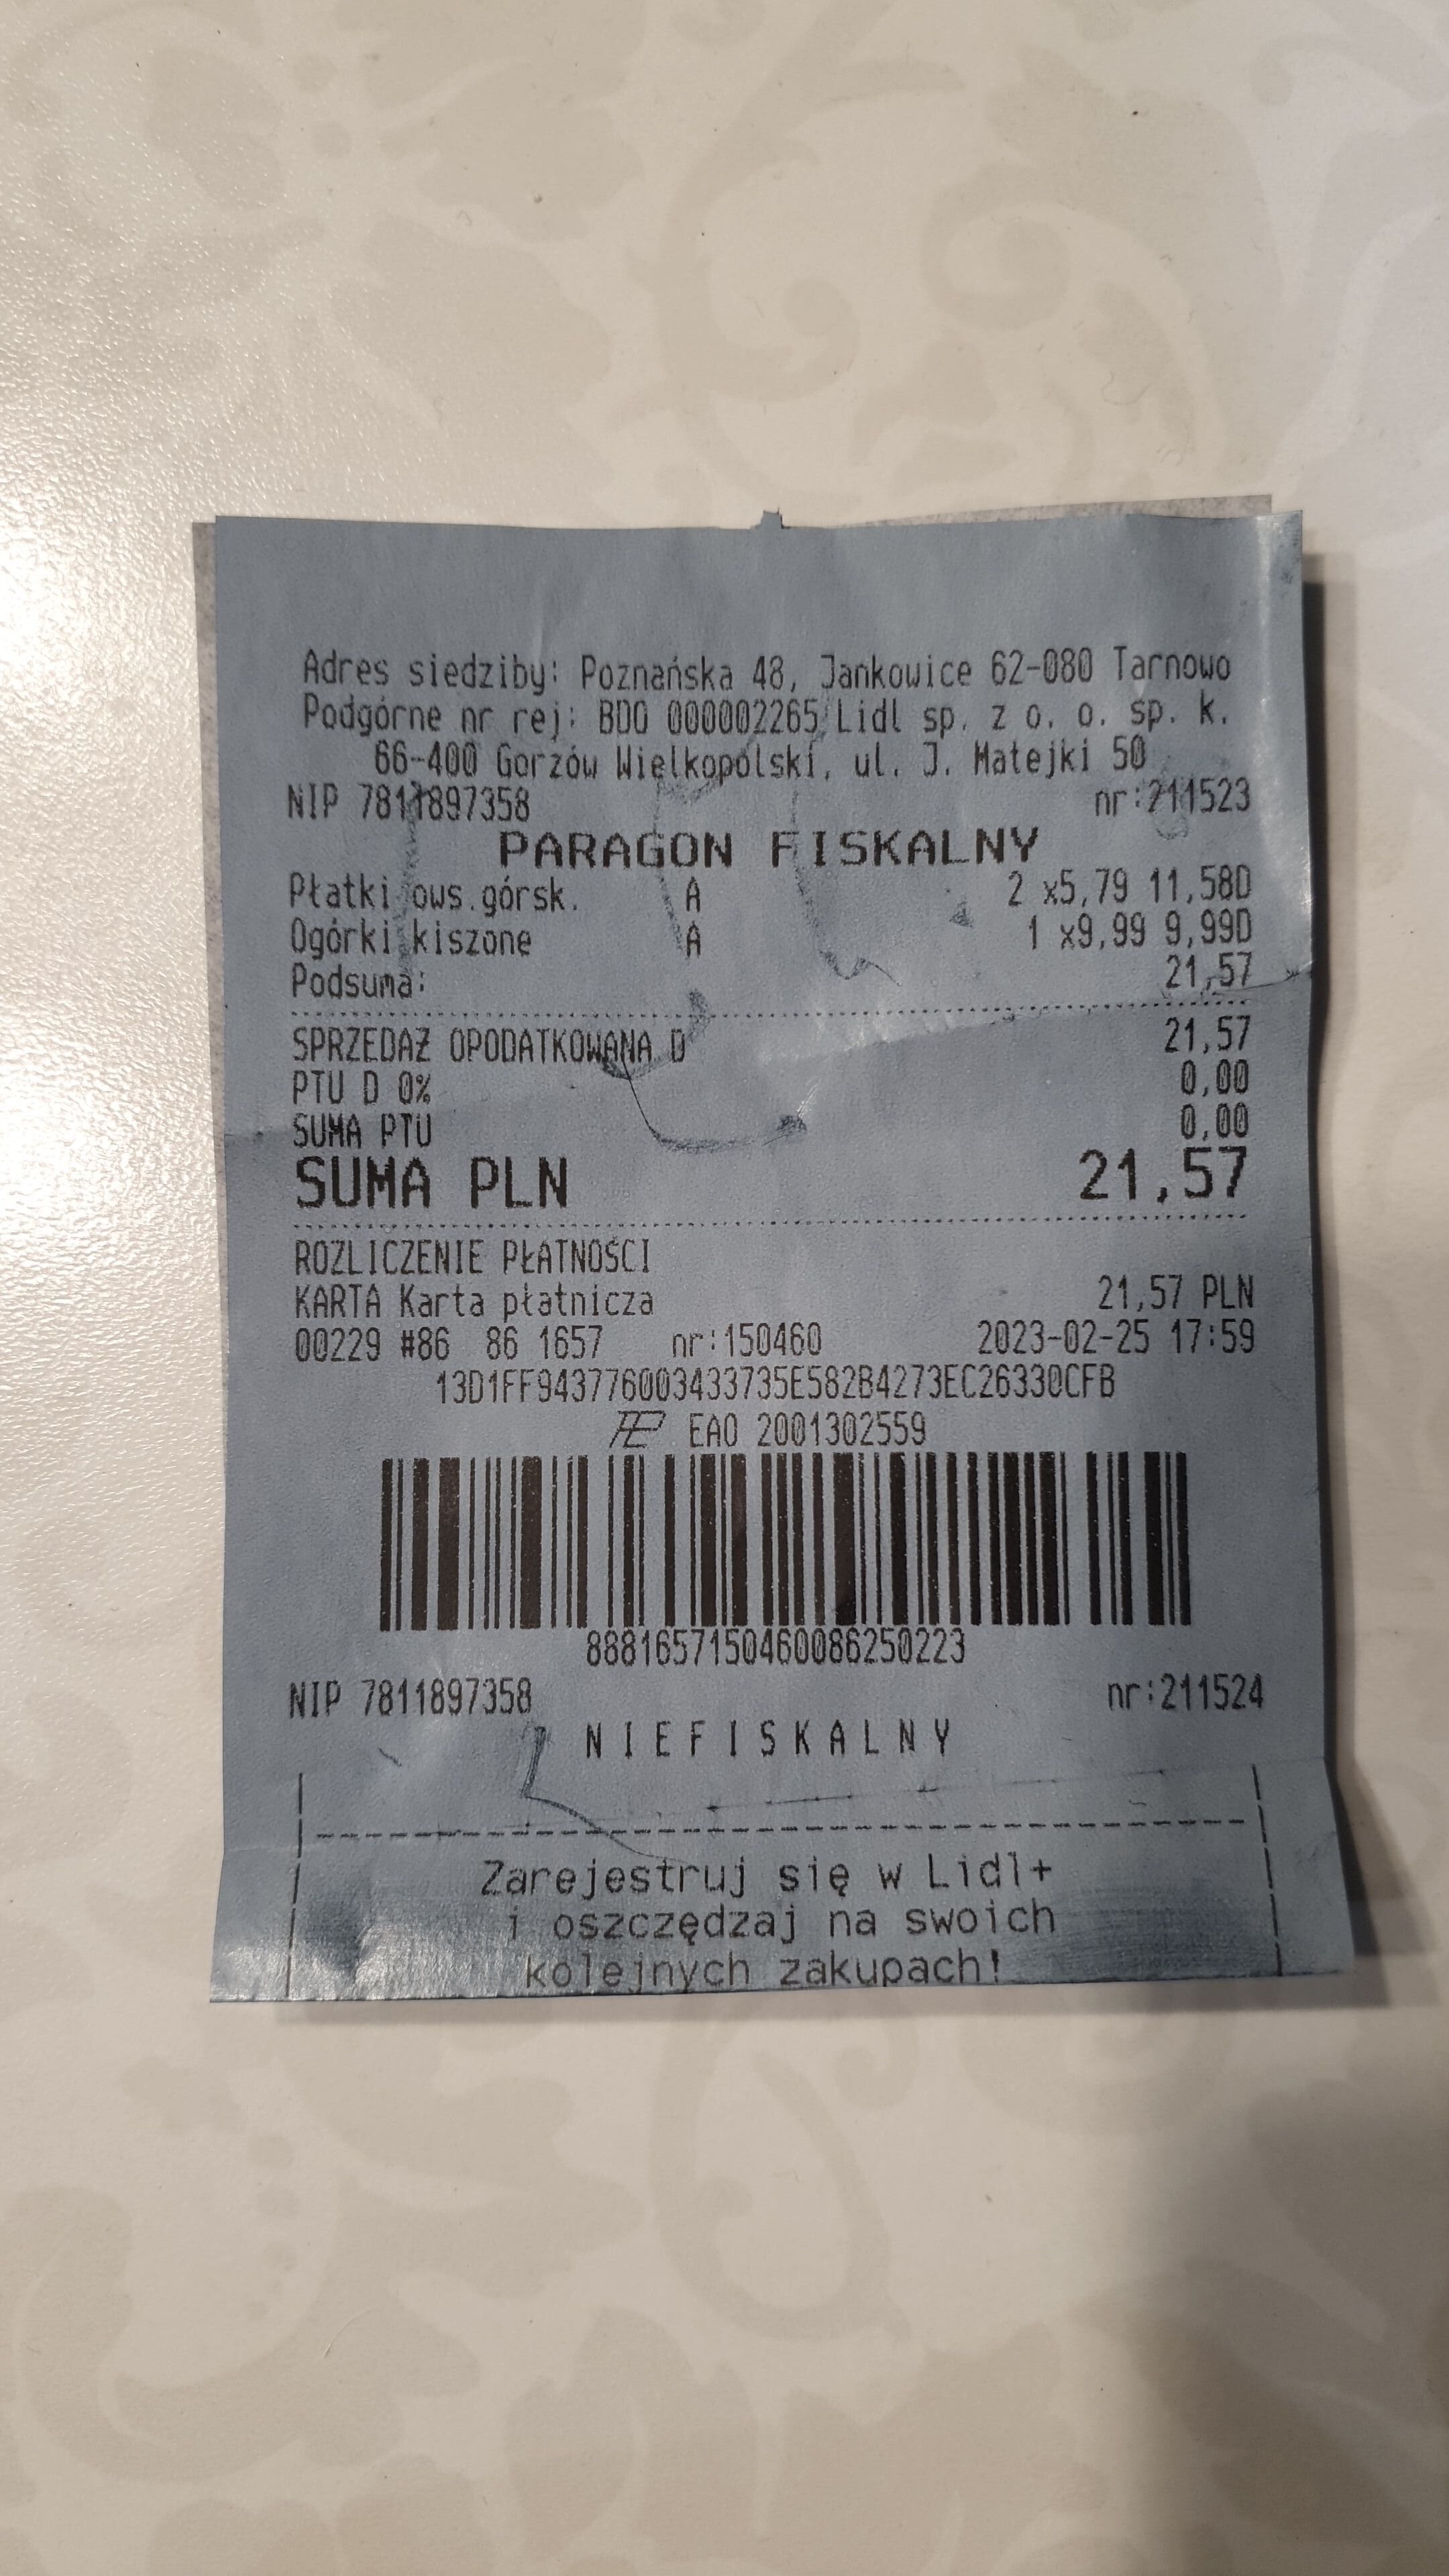 Adres siedziby: Poznańska 48, Jankowice 62-080 Tarnowo
Podgórne nr rej: BDO 000002265 Lidl sp. z o. o. sp. k.
66-400 Gorzów Wielkopolski, ul. J. Matejki 50
NIP 7811897358 nr:211523
PARAGON FISKALNY
Płatki ows.górsk. A 2 x5,79 11,58D
Ogórki kiszone A 1 x9,99 9,99D
Podsuma: 21,57
SPRZEDAŻ OPODATKOWANA D 21,57
PTU D 0% 0,00
SUMA PTU 0,00
SUMA PLN 21,57
ROZLICZENIE PŁATNOŚCI
KARTA Karta płatnicza 21,57 PLN
00229 #86 86 1657 nr:150460 2023-02-25 17:59
13D1FF943776003433735E582B4273EC26330CFB
EAO 2001302559
8881657150460086250223
NIP 7811897358 nr:211524
NIEFISKALNY
Zarejestruj się w Lidl+
i oszczędzaj na swoich
kolejnych zakupach!